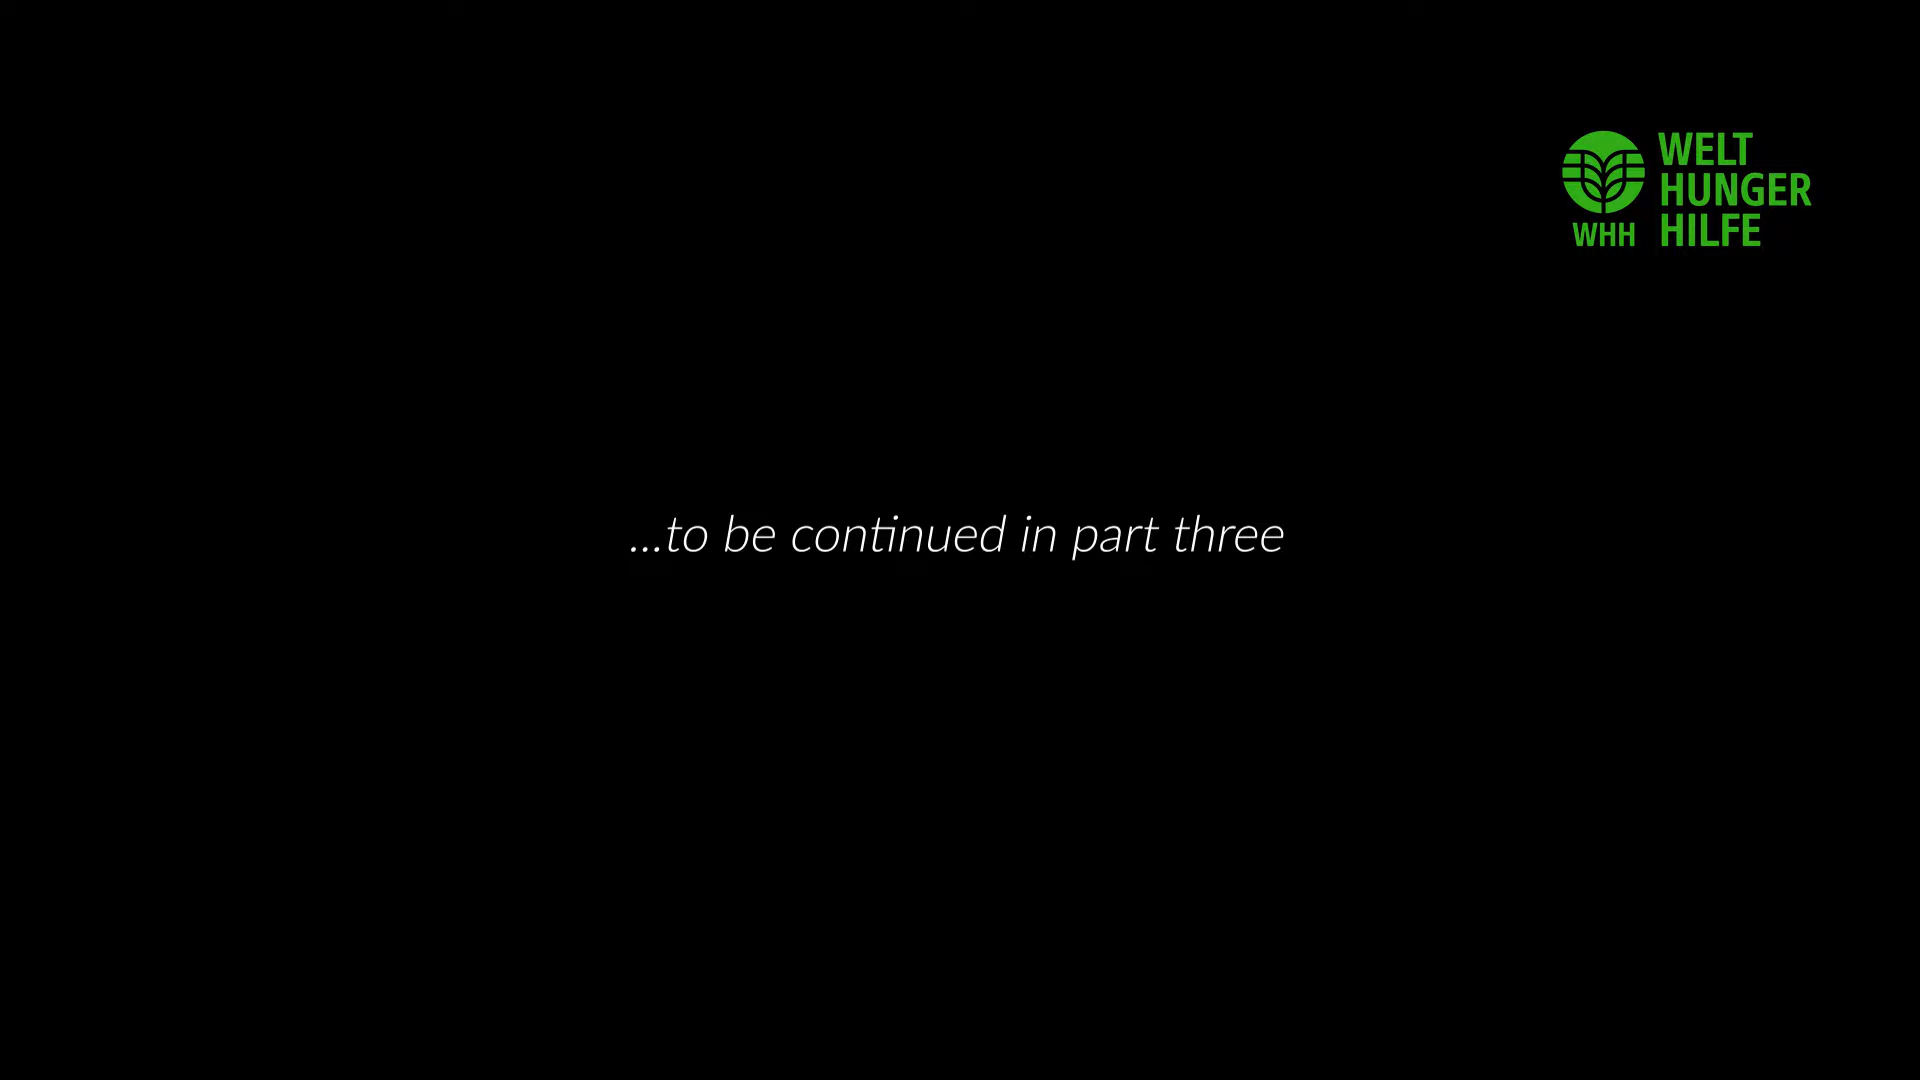 WELT
HUNGER
HILFE
WHH
...to be continued in part three